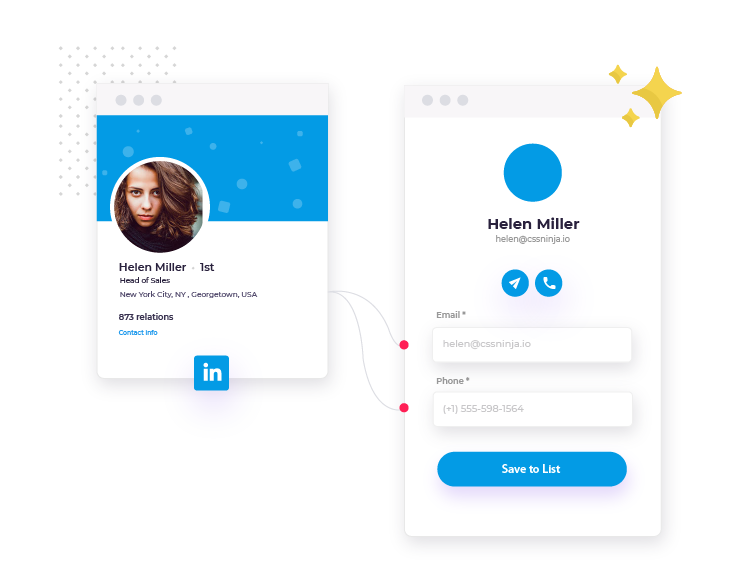 Helen Miller · 1st
Head of Sales
New York City, NY , Georgetown, USA
873 relations
Contact info
in
Helen Miller
helen@cssninja.io
Email *
helen@cssninja.io
Phone *
(+1) 555-598-1564
Save to List